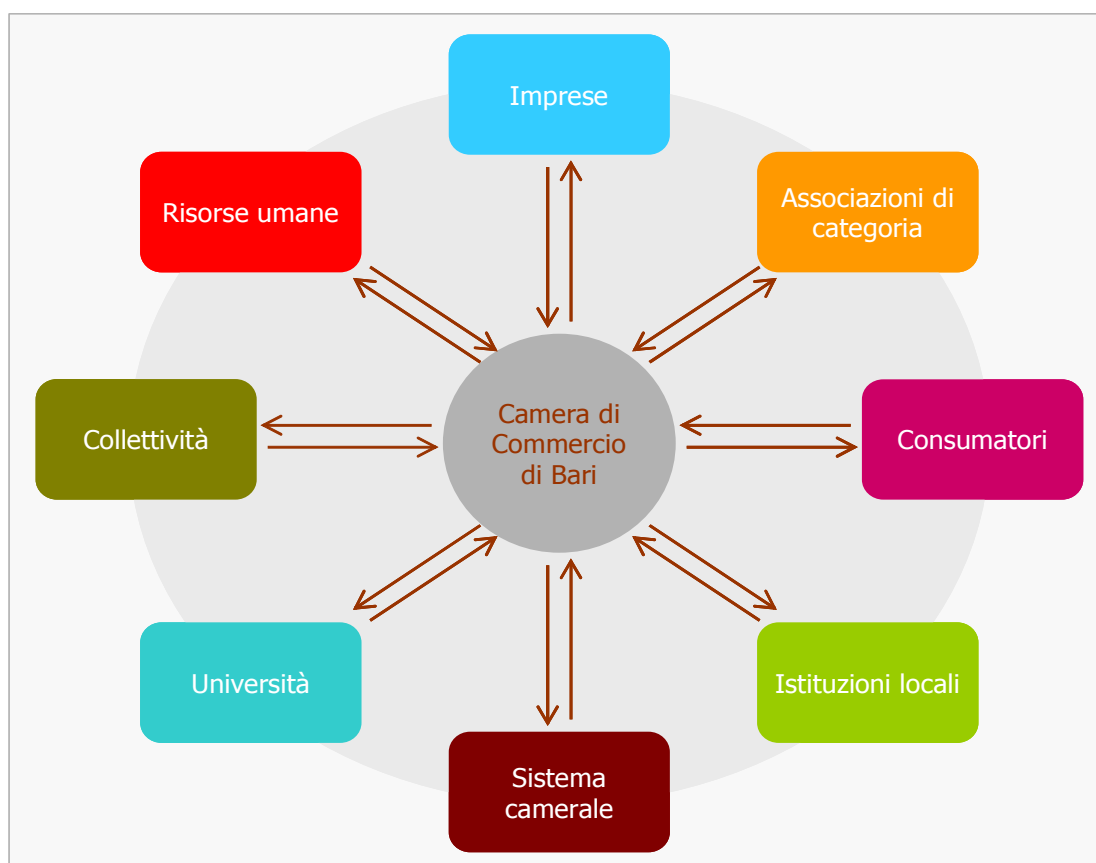 Imprese
Risorse umane
Associazioni di
categoria
Collettività
Camera di
Commercio
di Bari
Consumatori
Università
Istituzioni locali
Sistema
camerale